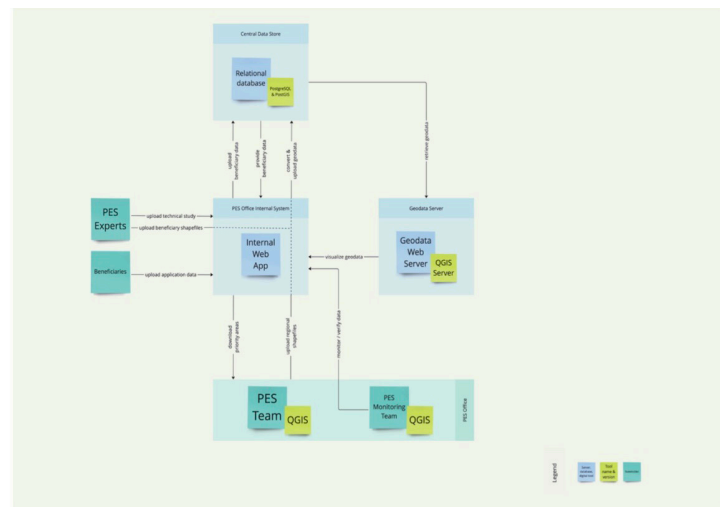 Central Data Store
Relational
database
PostgreSQL
& PostGIS
upload
beneficiary data
provide
beneficiary data
convert &
upload geodata
retrieve geodata
PES
Experts
upload technical study
upload beneficiary shapefiles
Beneficiaries
upload application data
PES Office Internal System
Internal
Web
App
visualize geodata
Geodata Server
Geodata
Web
Server
QGIS
Server
download
priority areas
upload regional
shapefiles
monitor / verify data
PES
Team
QGIS
PES
Monitoring
Team
QGIS
PES Office
Legend
Tool
name &
version